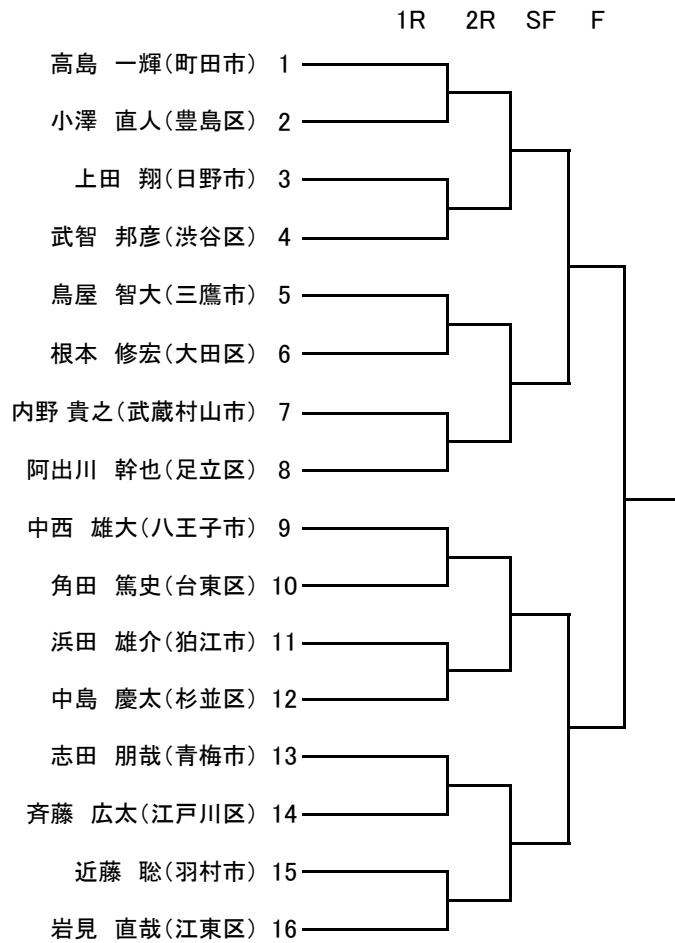 1R 2R SF F
高島 一輝(町田市) 1
小澤 直人(豊島区) 2
上田 翔(日野市) 3
武智 邦彦(渋谷区) 4
鳥屋 智大(三鷹市) 5
根本 修宏(大田区) 6
内野 貴之(武蔵村山市) 7
阿出川 幹也(足立区) 8
中西 雄大(八王子市) 9
角田 篤史(台東区) 10
浜田 雄介(狛江市) 11
中島 慶太(杉並区) 12
志田 朋哉(青梅市) 13
斉藤 広太(江戸川区) 14
近藤 聡(羽村市) 15
岩見 直哉(江東区) 16